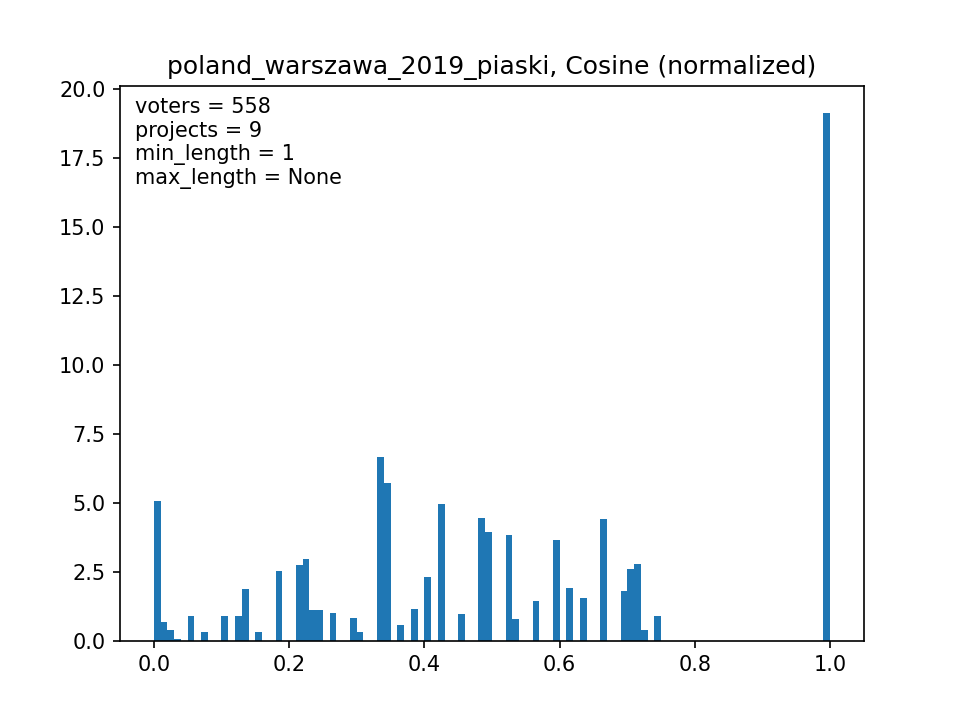 poland_warszawa_2019_piaski, Cosine (normalized)
voters = 558
projects = 9
min_length = 1
max_length = None
20.0
17.5
15.0
12.5
10.0
7.5
5.0
2.5
0.0
0.0 0.2 0.4 0.6 0.8 1.0